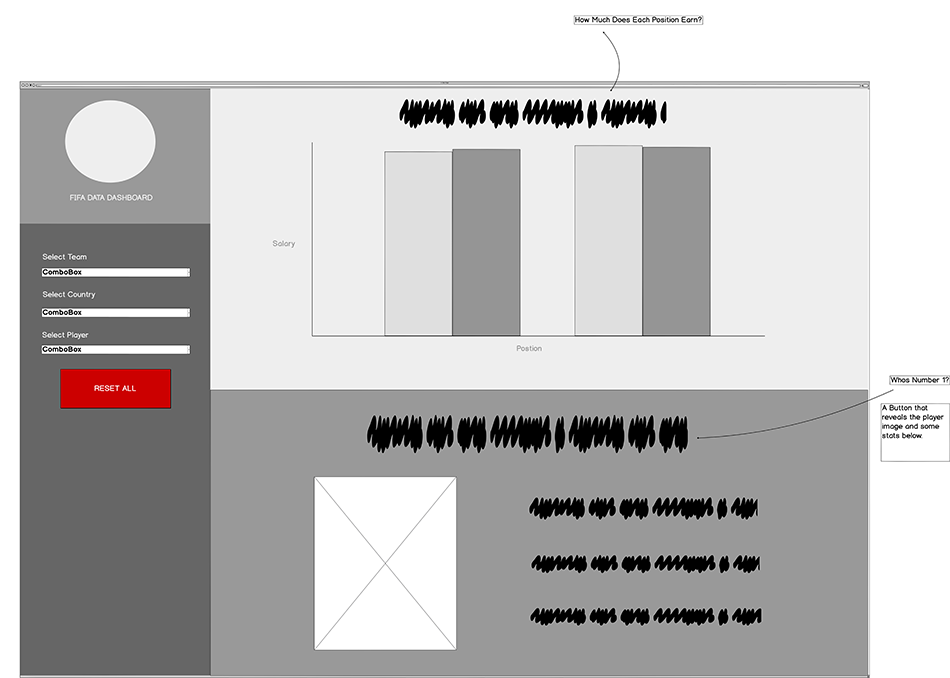 How Much Does Each Position Earn?
FIFA DATA DASHBOARD
Select Team
ComboBox
Select Country
ComboBox
Select Player
ComboBox
RESET ALL
Salary
Postion
Whos Number 1?
A Button that
reveals the player
image and some
stats below.